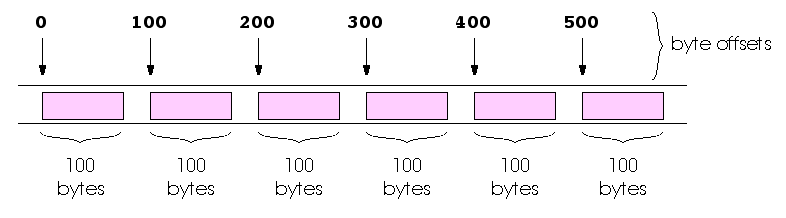 0 100 200 300 400 500
byte offsets
100 100 100 100 100 100
bytes bytes bytes bytes bytes bytes